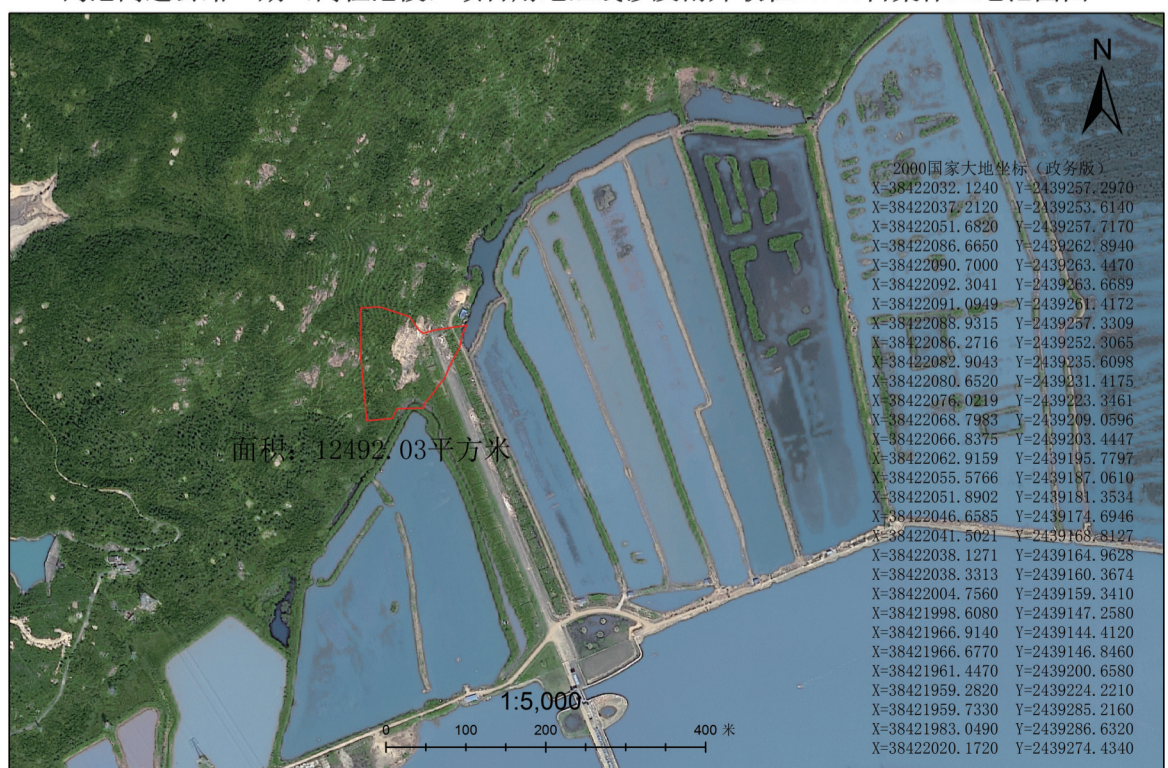 N
2000国家大地坐标（政务版）
X=38422032.1240 Y=2439257.2970
X=38422037.2120 Y=2439253.6140
X=38422051.6820 Y=2439257.7170
X=38422086.6650 Y=2439262.8940
X=38422090.7000 Y=2439263.4470
X=38422092.3041 Y=2439263.6689
X=38422091.0949 Y=2439261.4172
X=38422088.9315 Y=2439257.3309
X=38422086.2716 Y=2439252.3065
X=38422082.9043 Y=2439235.6098
X=38422080.6520 Y=2439231.4175
X=38422076.0219 Y=2439223.3461
X=38422068.7983 Y=2439209.0596
X=38422066.8375 Y=2439203.4447
X=38422062.9159 Y=2439195.7797
X=38422055.5766 Y=2439187.0610
X=38422051.8902 Y=2439181.3534
X=38422046.6585 Y=2439174.6946
X=38422041.5021 Y=2439168.8127
X=38422038.1271 Y=2439164.9628
X=38422038.3313 Y=2439160.3674
X=38422004.7560 Y=2439159.3410
X=38421998.6080 Y=2439147.2580
X=38421966.9140 Y=2439144.4120
X=38421966.6770 Y=2439146.8460
X=38421961.4470 Y=2439200.6580
X=38421959.2820 Y=2439224.2210
X=38421959.7330 Y=2439285.2160
X=38421983.0490 Y=2439286.6320
X=38422020.1720 Y=2439274.4340
面积：12492.03平方米
1:5,000
0 100 200 400 米